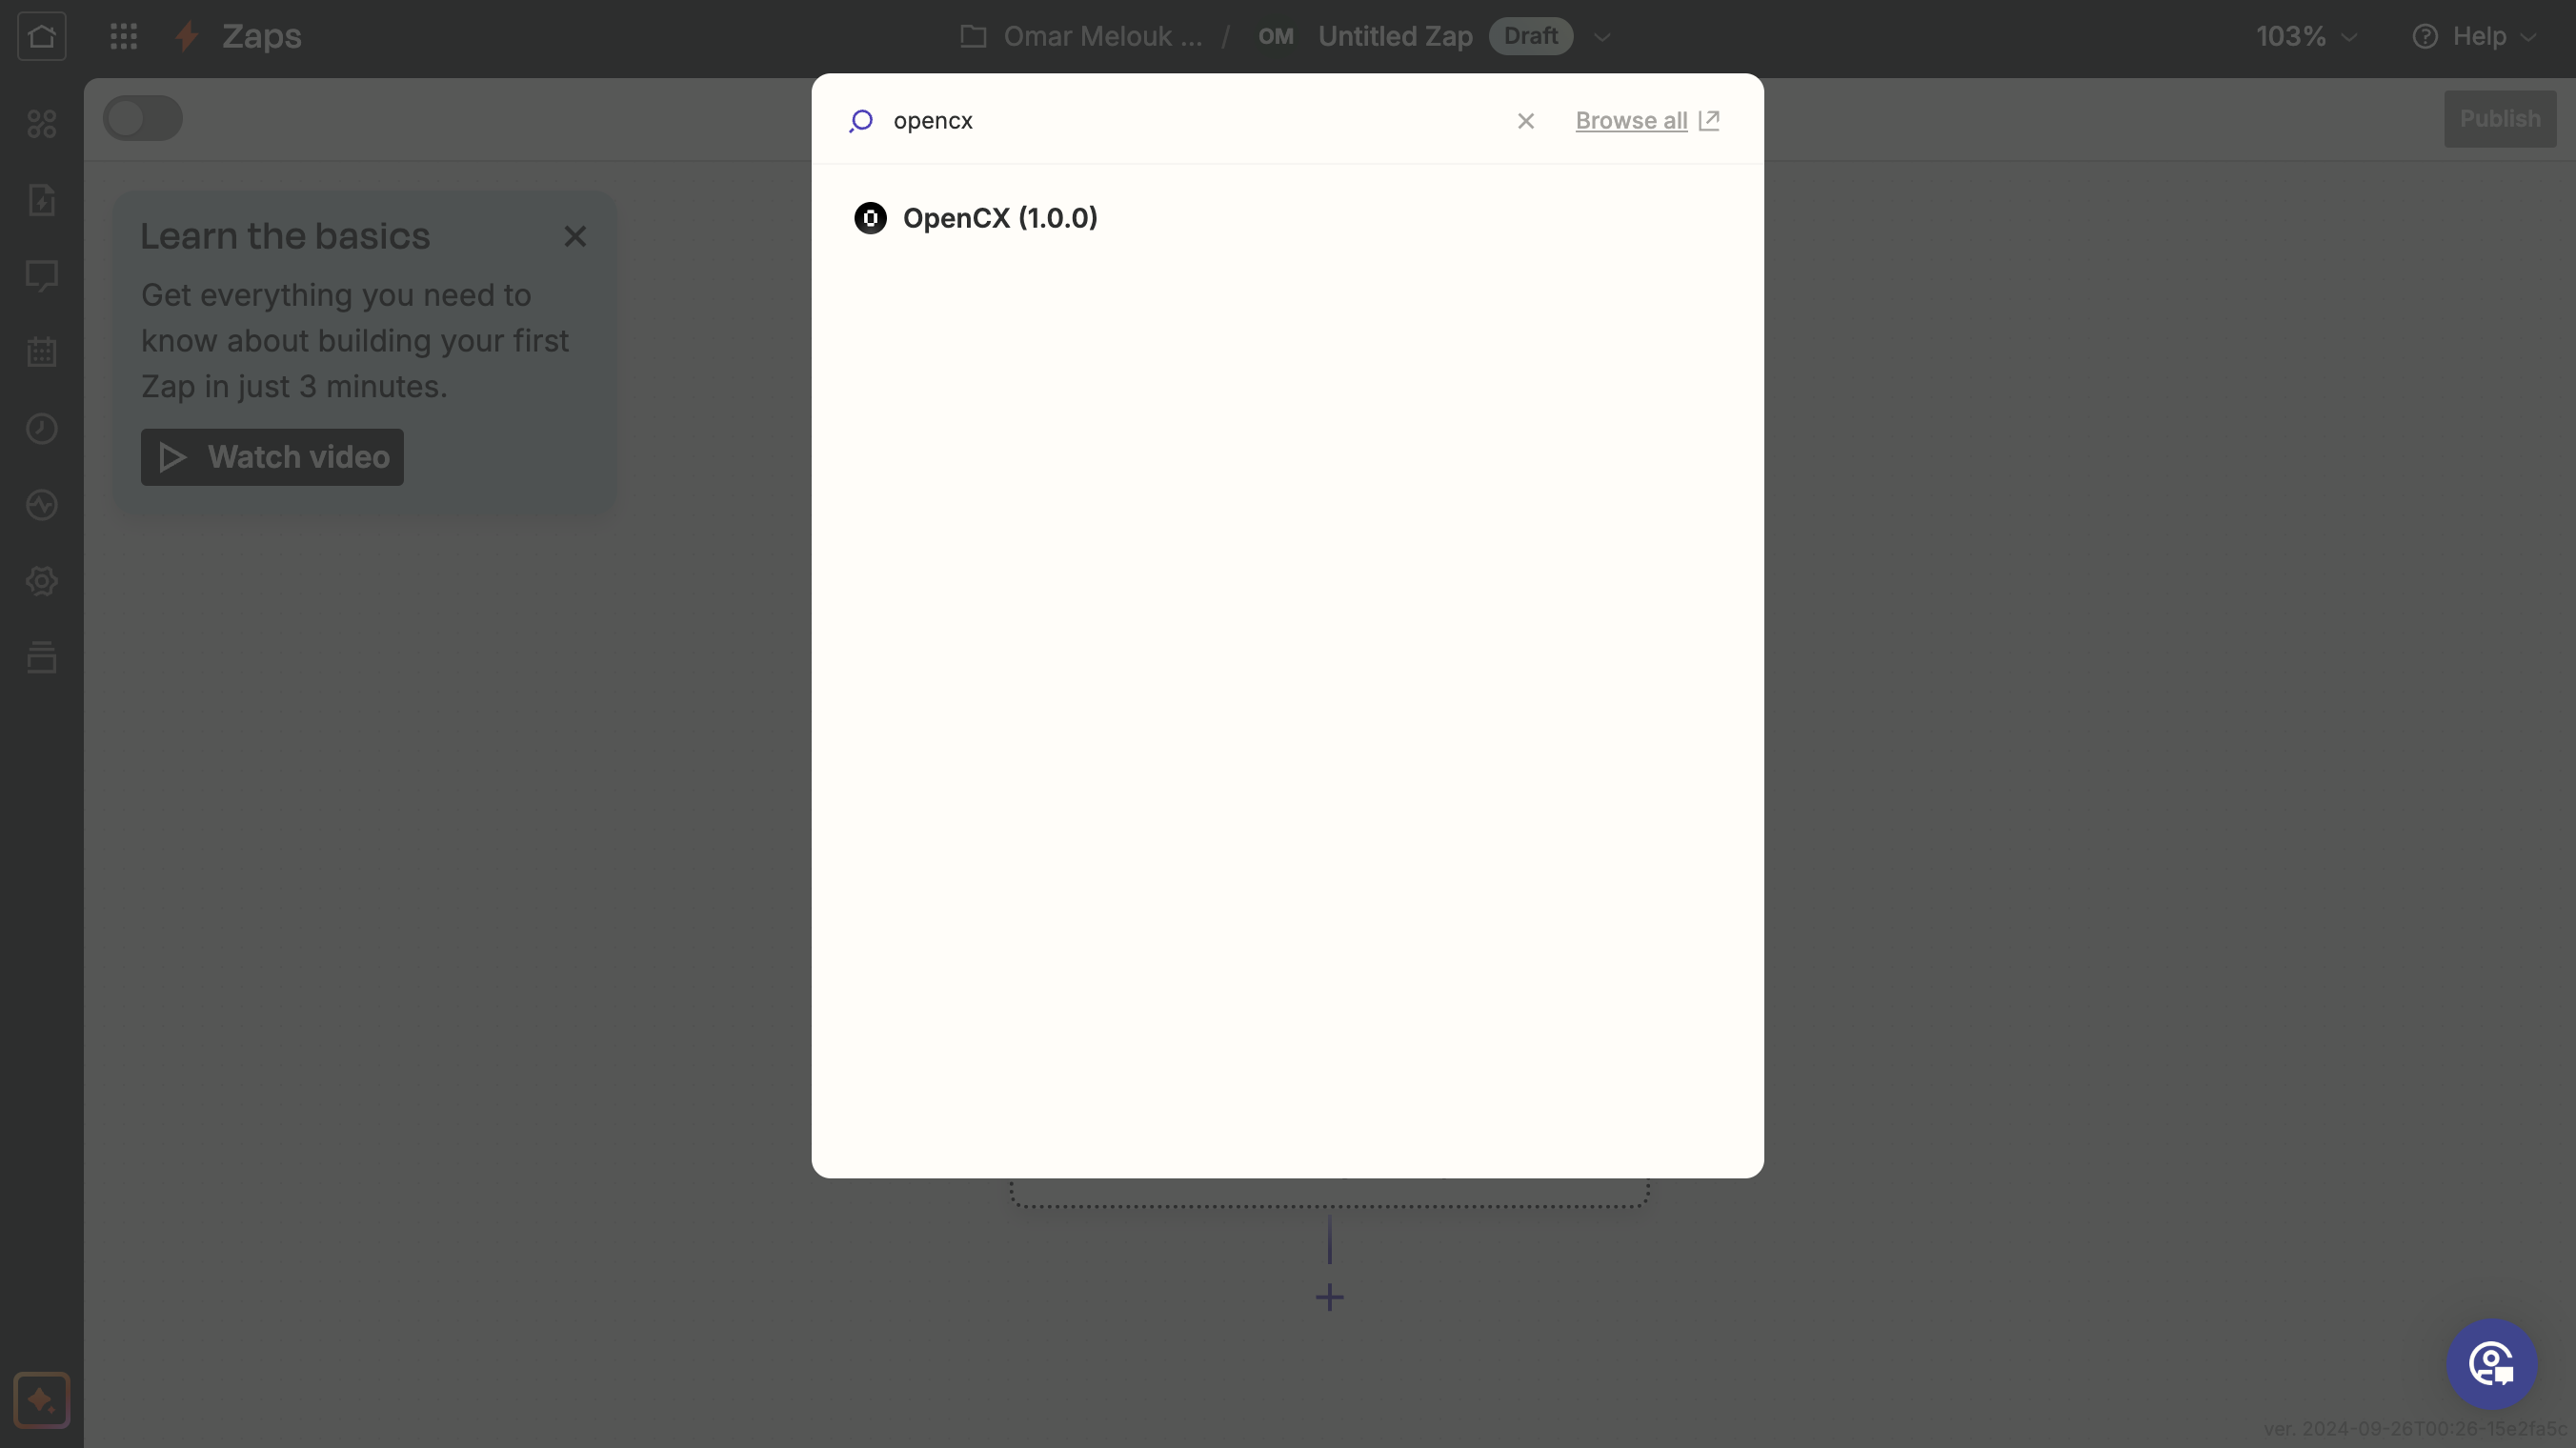 Zaps
Omar Melouk ... / OM Untitled Zap Draft
103%
Help
opencx
Browse all
Publish
OpenCX (1.0.0)
Learn the basics
Get everything you need to
know about building your first
Zap in just 3 minutes.
Watch video
ver. 2024-09-26T00:26-15e2fa5c